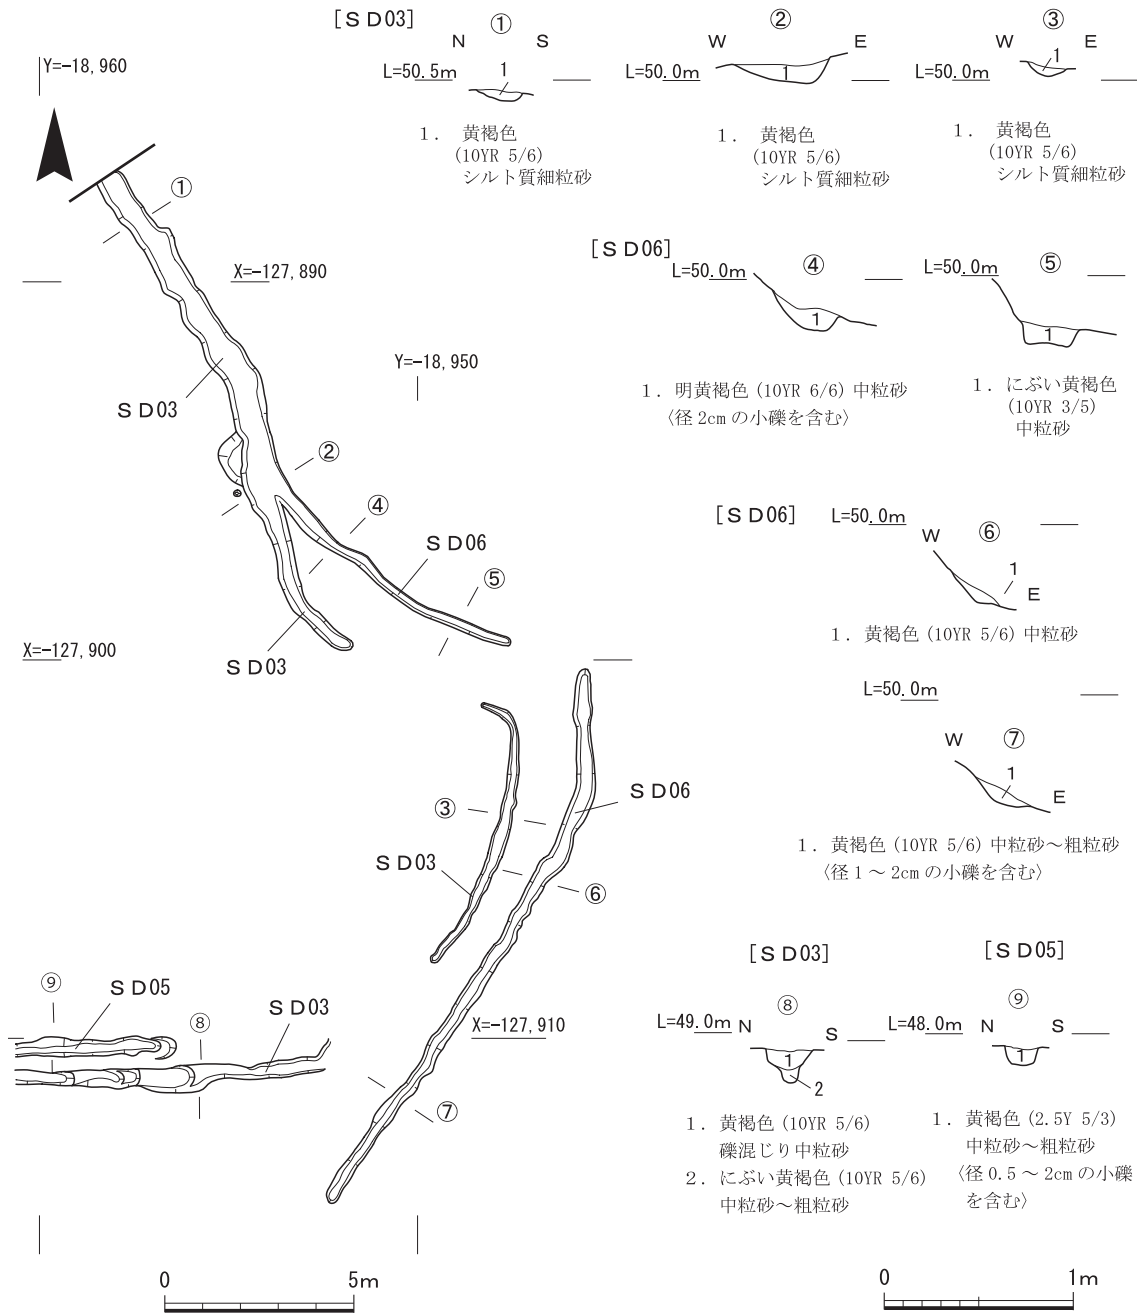 [ＳＤ03]
①
N S
L=50.5m
1
1． 黄褐色
(10YR 5/6)
シルト質細粒砂
②
W E
L=50.0m
1
1． 黄褐色
(10YR 5/6)
シルト質細粒砂
③
W E
L=50.0m
1
1． 黄褐色
(10YR 5/6)
シルト質細粒砂
Y=-18,960
①
X=-127,890
Y=-18,950
ＳＤ03
②
④
ＳＤ06
⑤
X=-127,900
ＳＤ03
[ＳＤ06]
L=50.0m
④
1
1．明黄褐色 (10YR 6/6) 中粒砂
〈径 2cm の小礫を含む〉
L=50.0m
⑤
1
1．にぶい黄褐色
(10YR 3/5)
中粒砂
[ＳＤ06]
L=50.0m
⑥
W
1
E
1．黄褐色 (10YR 5/6) 中粒砂
L=50.0m
⑦
W
1
E
1．黄褐色 (10YR 5/6) 中粒砂～粗粒砂
〈径 1 ～ 2cm の小礫を含む〉
ＳＤ06
③
ＳＤ03
⑥
⑨
ＳＤ05
⑧
ＳＤ03
X=-127,910
⑦
[ＳＤ03]
⑧
L=49.0m
N S
1
2
1．黄褐色 (10YR 5/6)
礫混じり中粒砂
2．にぶい黄褐色 (10YR 5/6)
中粒砂～粗粒砂
[ＳＤ05]
⑨
L=48.0m
N S
1
1．黄褐色 (2.5Y 5/3)
中粒砂～粗粒砂
〈径 0.5 ～ 2cm の小礫
を含む〉
0 5m
0 1m